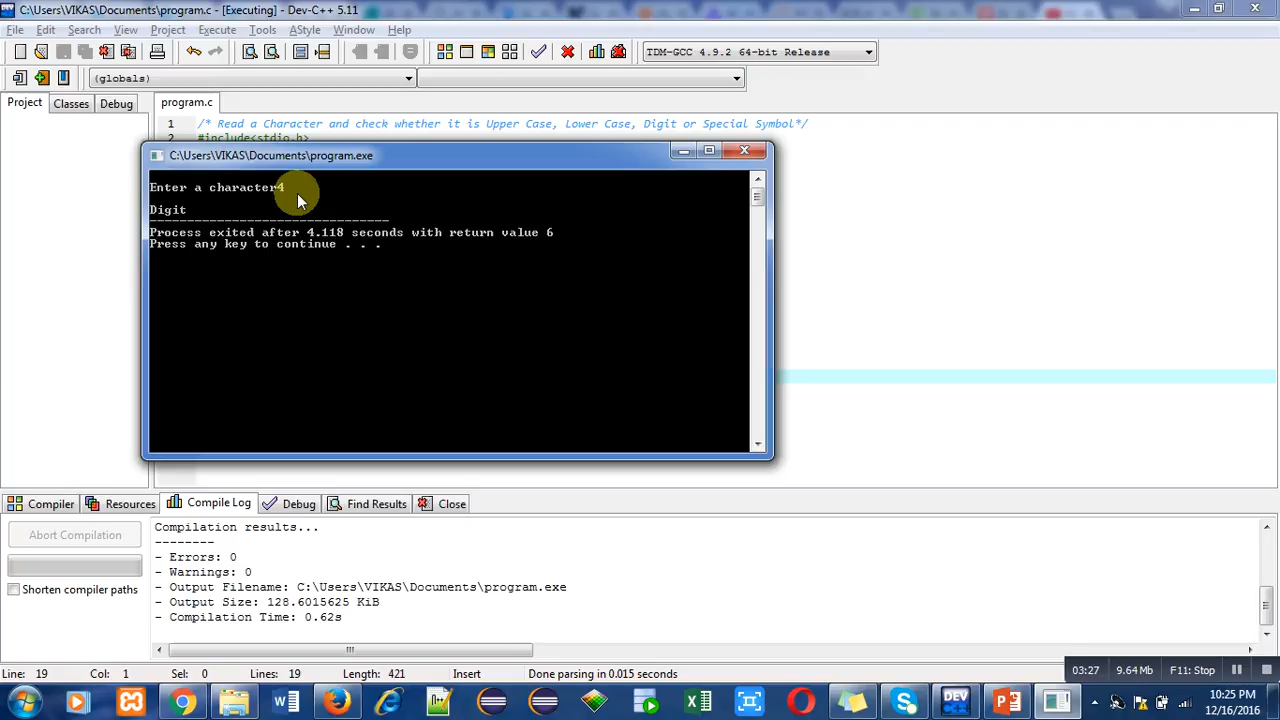 C:\Users\VIKAS\Documents\program.c - [Executing] - Dev-C++ 5.11
File Edit Search View Project Execute Tools AStyle Window Help
TDM-GCC 4.9.2 64-bit Release
(globals)
Project Classes Debug program.c
1 /* Read a Character and check whether it is Upper Case, Lower Case, Digit or Special Symbol*/
2 #include<stdio.h>
C:\Users\VIKAS\Documents\program.exe
Enter a character4
Digit
--------------------------------
Process exited after 4.118 seconds with return value 6
Press any key to continue . . .
Compiler Resources Compile Log Debug Find Results Close
Abort Compilation
Shorten compiler paths
Compilation results...
--------
- Errors: 0
- Warnings: 0
- Output Filename: C:\Users\VIKAS\Documents\program.exe
- Output Size: 128.6015625 KiB
- Compilation Time: 0.62s
Line: 19 Col: 1 Sel: 0 Lines: 19 Length: 421 Insert Done parsing in 0.015 seconds
03:27 9.64 Mb F11: Stop
DEV
10:25 PM
12/16/2016